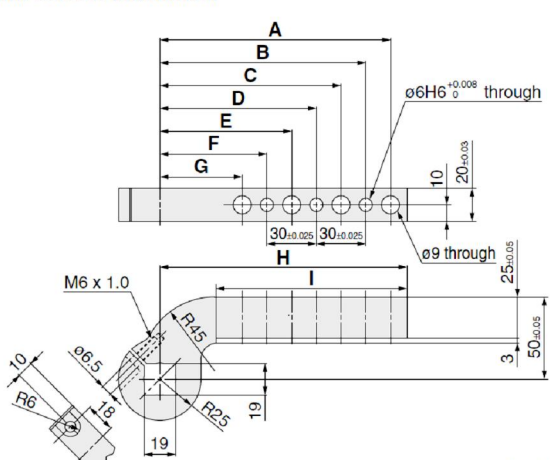 A
B
C
D
E
F
G
ø6H6 +0.008 0 through
10
20±0.03
30±0.025 30±0.025
ø9 through
H
I
M6 x 1.0
R45
25±0.05
50±0.05
3
ø6.5
10
R6
18
R25
19
19